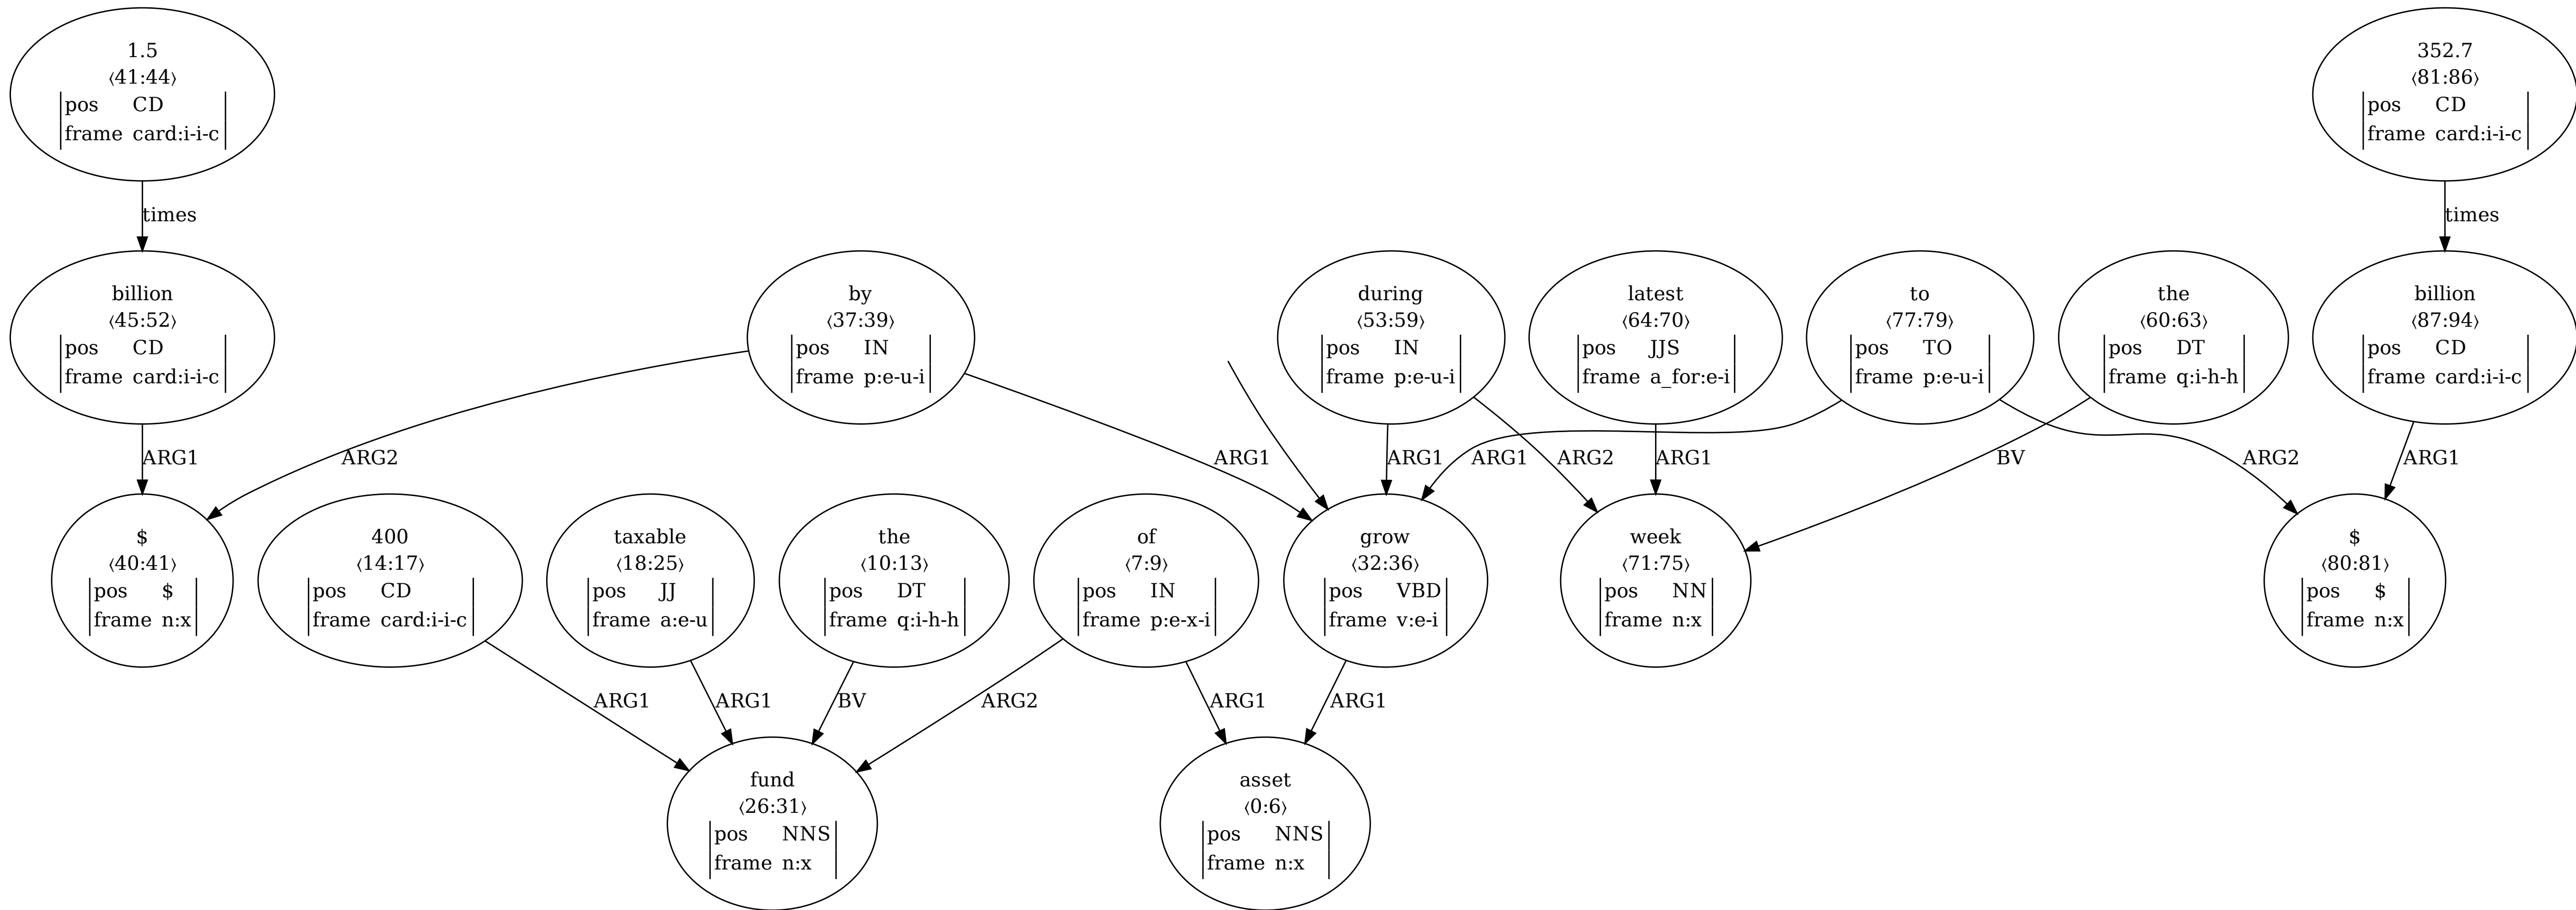 1.5
⟨41:44⟩
pos CD
frame card:i-i-c
352.7
⟨81:86⟩
pos CD
frame card:i-i-c
times
times
billion
⟨45:52⟩
pos CD
frame card:i-i-c
by
⟨37:39⟩
pos IN
frame p:e-u-i
during
⟨53:59⟩
pos IN
frame p:e-u-i
latest
⟨64:70⟩
pos JJS
frame a_for:e-i
to
⟨77:79⟩
pos TO
frame p:e-u-i
the
⟨60:63⟩
pos DT
frame q:i-h-h
billion
⟨87:94⟩
pos CD
frame card:i-i-c
ARG1
ARG2
ARG1
ARG1
ARG1
ARG2
ARG1
BV
ARG2
ARG1
$
⟨40:41⟩
pos $
frame n:x
400
⟨14:17⟩
pos CD
frame card:i-i-c
taxable
⟨18:25⟩
pos JJ
frame a:e-u
the
⟨10:13⟩
pos DT
frame q:i-h-h
of
⟨7:9⟩
pos IN
frame p:e-x-i
grow
⟨32:36⟩
pos VBD
frame v:e-i
week
⟨71:75⟩
pos NN
frame n:x
$
⟨80:81⟩
pos $
frame n:x
ARG1
ARG1
BV
ARG2
ARG1
ARG1
fund
⟨26:31⟩
pos NNS
frame n:x
asset
⟨0:6⟩
pos NNS
frame n:x